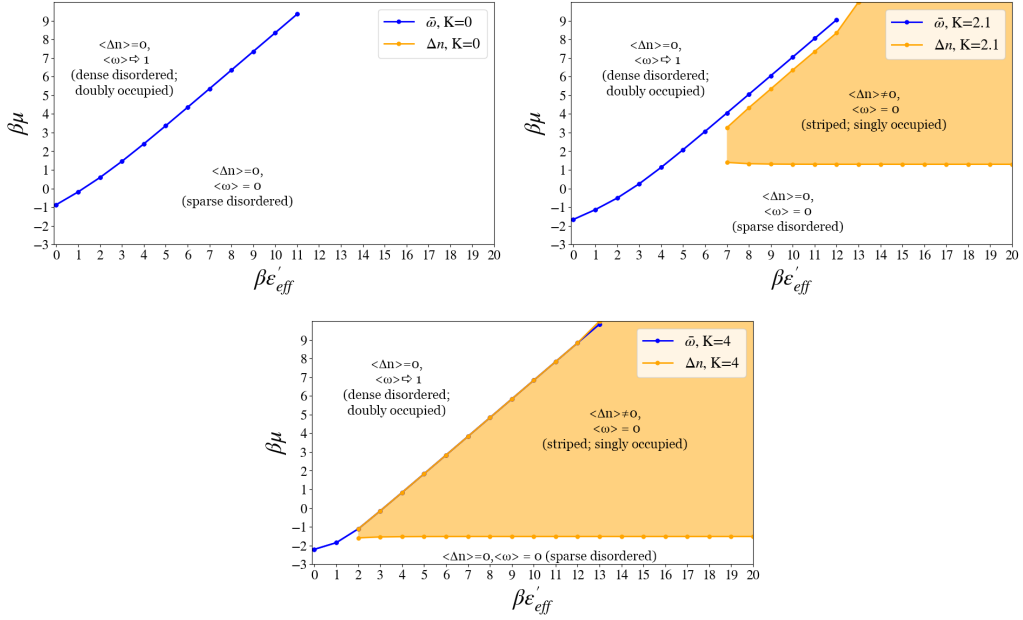 9
8
7
6
5
4
3
2
1
0
−1
−2
−3
βμ
<Δn>=0,
<ω>⇨1
(dense disordered;
doubly occupied)
<Δn>=0,
<ω> = 0
(sparse disordered)
ω̄, K=0
Δn, K=0
0 1 2 3 4 5 6 7 8 9 10 11 12 13 14 15 16 17 18 19 20
βε′eff
9
8
7
6
5
4
3
2
1
0
−1
−2
−3
βμ
<Δn>=0,
<ω>⇨1
(dense disordered;
doubly occupied)
ω̄, K=2.1
Δn, K=2.1
<Δn>≠0,
<ω> = 0
(striped; singly occupied)
<Δn>=0,
<ω> = 0
(sparse disordered)
0 1 2 3 4 5 6 7 8 9 10 11 12 13 14 15 16 17 18 19 20
βε′eff
9
8
7
6
5
4
3
2
1
0
−1
−2
−3
βμ
<Δn>=0,
<ω>⇨1
(dense disordered;
doubly occupied)
ω̄, K=4
Δn, K=4
<Δn>≠0,
<ω> = 0
(striped; singly occupied)
<Δn>=0,<ω> = 0 (sparse disordered)
0 1 2 3 4 5 6 7 8 9 10 11 12 13 14 15 16 17 18 19 20
βε′eff